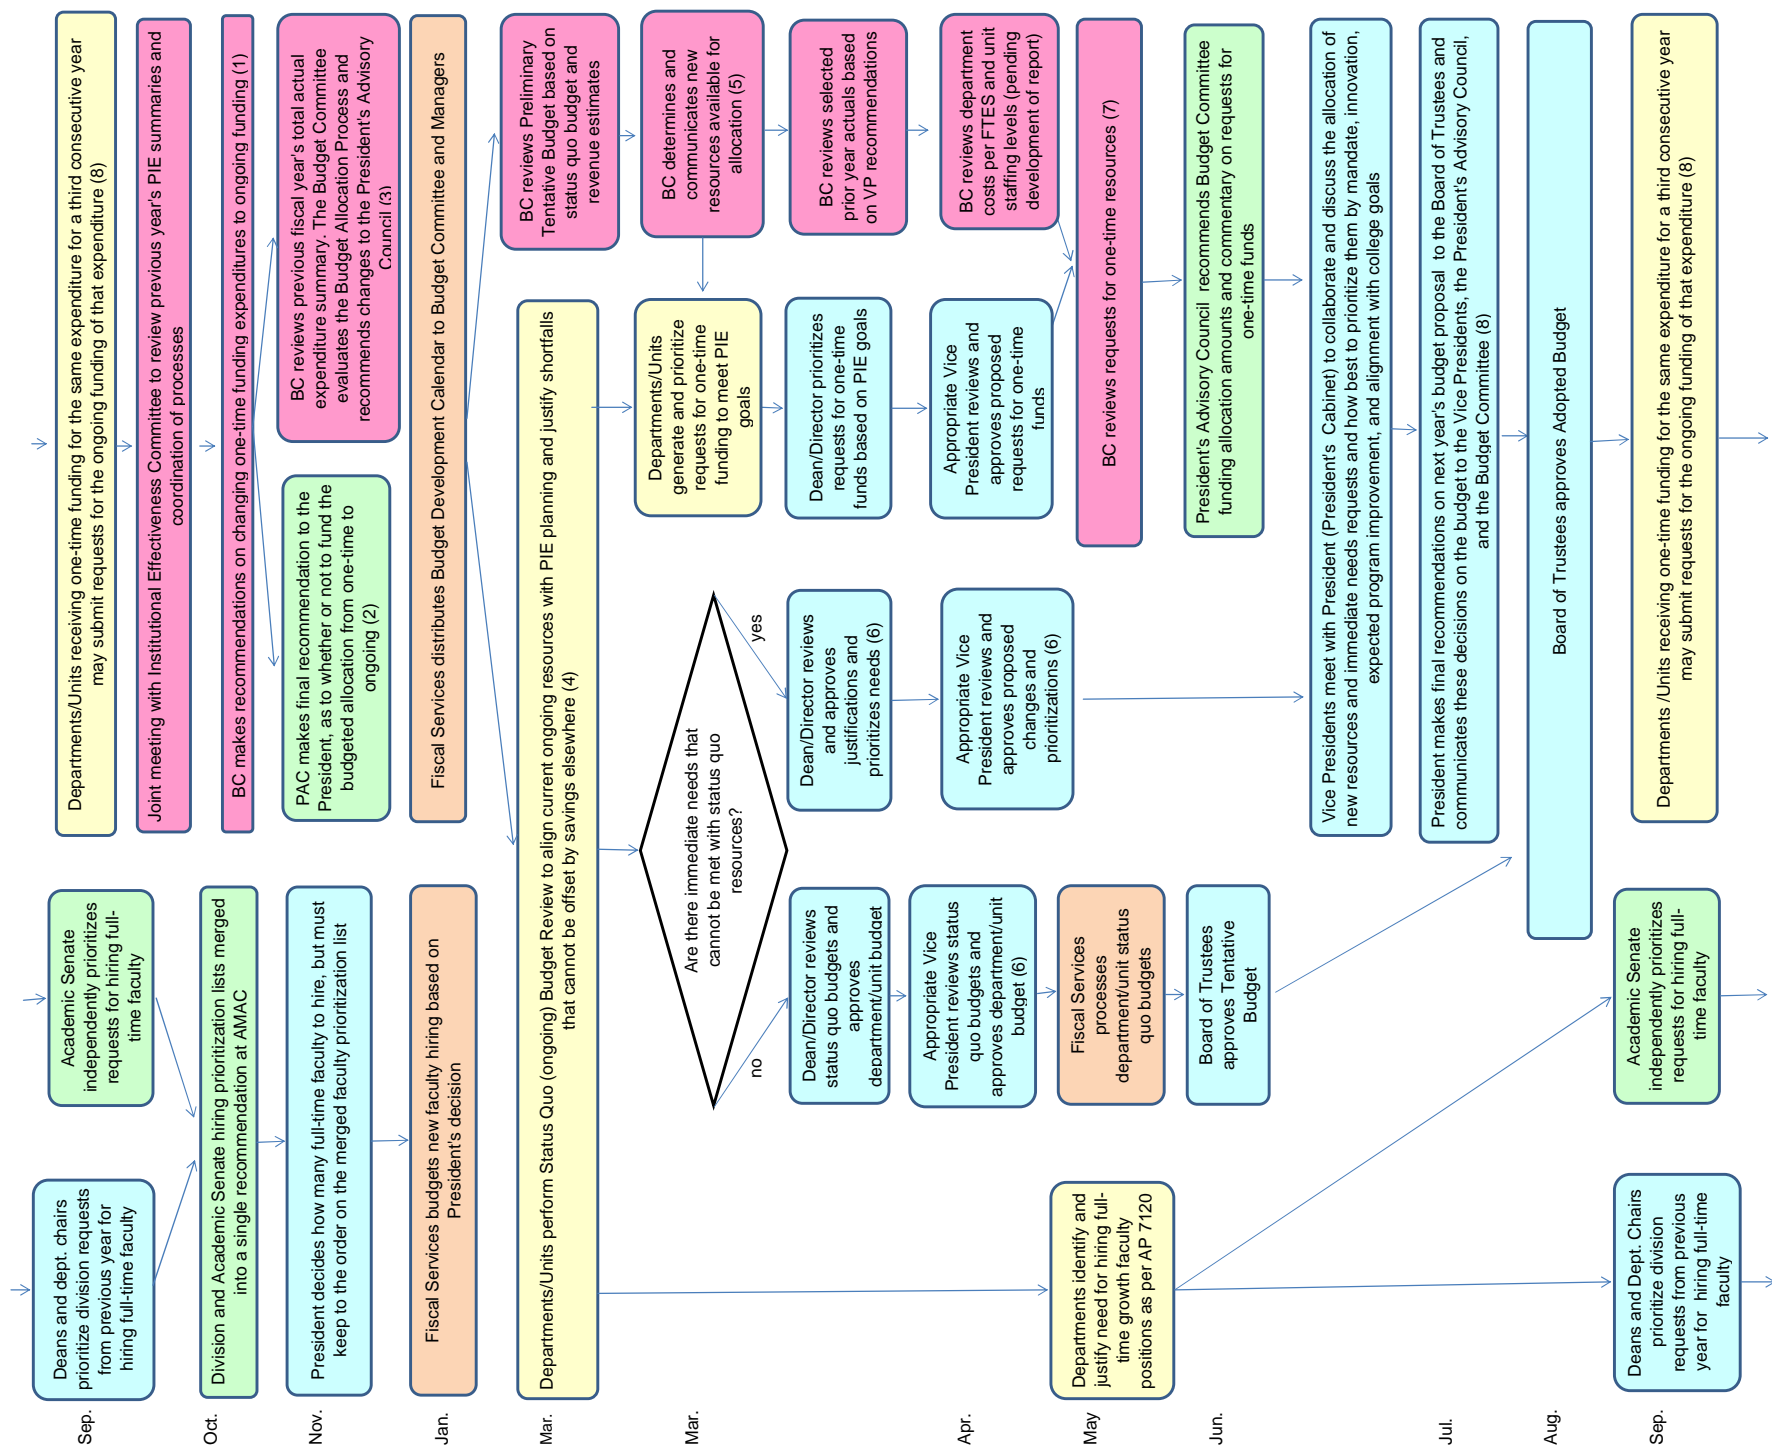 Sep.
Deans and dept. chairs
prioritize division requests
from previous year for
hiring full-time faculty
Academic Senate
independently prioritizes
requests for hiring full-
time faculty
Departments/Units receiving one-time funding for the same expenditure for a third consecutive year
may submit requests for the ongoing funding of that expenditure (8)
Joint meeting with Institutional Effectiveness Committee to review previous year's PIE summaries and
coordination of processes
Oct.
Division and Academic Senate hiring prioritization lists merged
into a single recommendation at AMAC
BC makes recommendations on changing one-time funding expenditures to ongoing funding (1)
Nov.
President decides how many full-time faculty to hire, but must
keep to the order on the merged faculty prioritization list
PAC makes final recommendation to the
President, as to whether or not to fund the
budgeted allocation from one-time to
ongoing (2)
BC reviews previous fiscal year's total actual
expenditure summary. The Budget Committee
evaluates the Budget Allocation Process and
recommends changes to the President's Advisory
Council (3)
Jan.
Fiscal Services budgets new faculty hiring based on
President's decision
Fiscal Services distributes Budget Development Calendar to Budget Committee and Managers
Mar.
Departments/Units perform Status Quo (ongoing) Budget Review to align current ongoing resources with PIE planning and justify shortfalls
that cannot be offset by savings elsewhere (4)
BC reviews Preliminary
Tentative Budget based on
status quo budget and
revenue estimates
Mar.
Are there immediate needs that
cannot be met with status quo
resources?
no
yes
Departments/Units
generate and prioritize
requests for one-time
funding to meet PIE
goals
BC determines and
communicates new
resources available for
allocation (5)
Dean/Director reviews
status quo budgets and
approves
department/unit budget
Dean/Director reviews
and approves
justifications and
prioritizes needs (6)
Dean/Director prioritizes
requests for one-time
funds based on PIE goals
BC reviews selected
prior year actuals based
on VP recommendations
Apr.
Appropriate Vice
President reviews status
quo budgets and
approves department/unit
budget (6)
Appropriate Vice
President reviews and
approves proposed
changes and
prioritizations (6)
Appropriate Vice
President reviews and
approves proposed
requests for one-time
funds
BC reviews department
costs per FTES and unit
staffing levels (pending
development of report)
May
Departments identify and
justify need for hiring full-
time growth faculty
positions as per AP 7120
Fiscal Services
processes
department/unit status
quo budgets
BC reviews requests for one-time resources (7)
Jun.
Board of Trustees
approves Tentative
Budget
President's Advisory Council  recommends Budget Committee
funding allocation amounts and commentary on requests for
one-time funds
Vice Presidents meet with President (President's Cabinet) to collaborate and discuss the allocation of
new resources and immediate needs requests and how best to prioritize them by mandate, innovation,
expected program improvement, and alignment with college goals
Jul.
President makes final recommendations on next year's budget proposal  to the Board of Trustees and
communicates these decisions on the budget to the Vice Presidents, the President's Advisory Council,
and the Budget Committee (8)
Aug.
Board of Trustees approves Adopted Budget
Sep.
Deans and Dept. Chairs
prioritize division
requests from previous
year for  hiring full-time
faculty
Academic Senate
independently prioritizes
requests for hiring full-
time faculty
Departments /Units receiving one-time funding for the same expenditure for a third consecutive year
may submit requests for the ongoing funding of that expenditure (8)